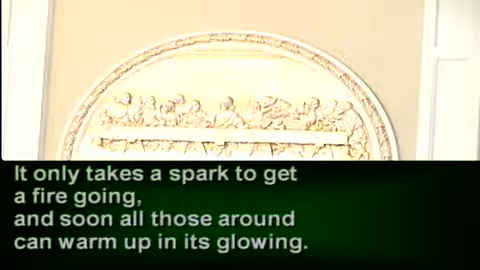 It only takes a spark to get
a fire going,
and soon all those around
can warm up in its glowing.